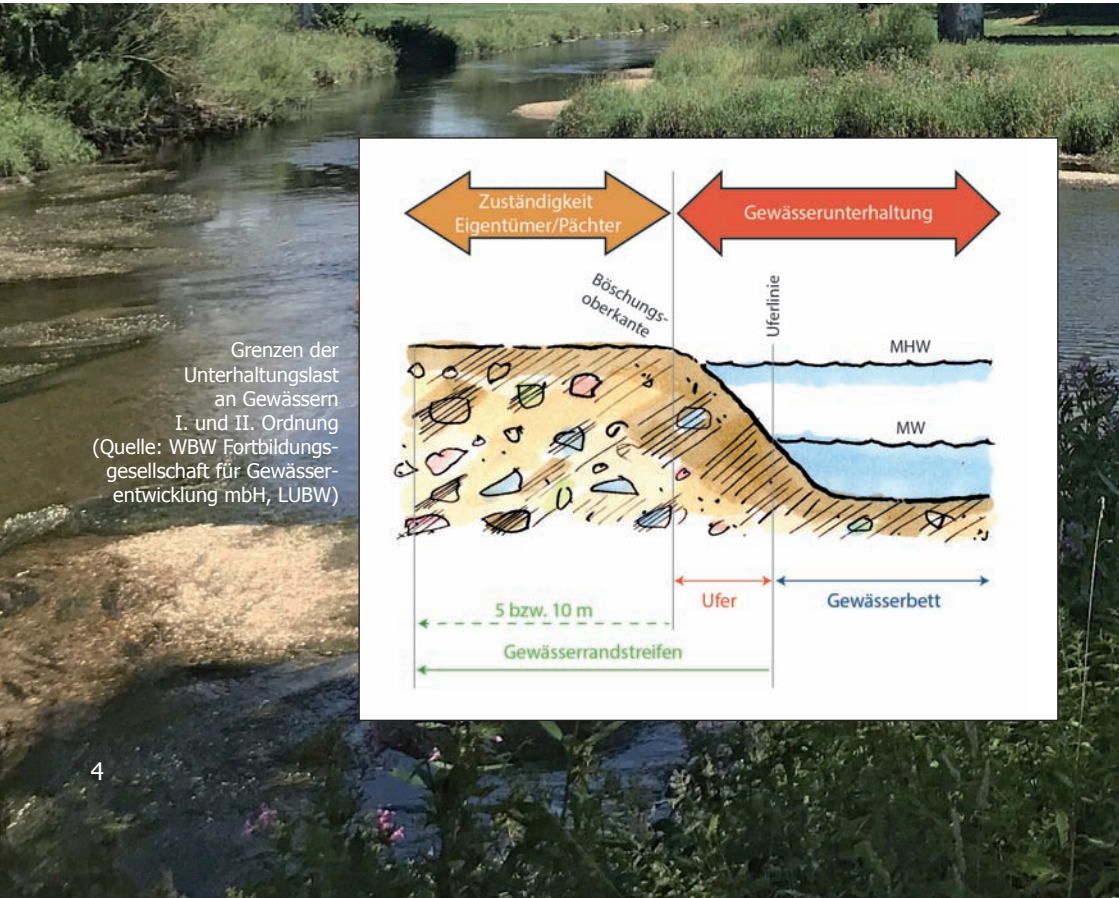 Grenzen der
Unterhaltungslast
an Gewässern
I. und II. Ordnung
(Quelle: WBW Fortbildungs-
gesellschaft für Gewässer-
entwicklung mbH, LUBW)
Zuständigkeit
Eigentümer/Pächter
Gewässerunterhaltung
Böschungs-
oberkante
Uferlinie
MHW
MW
Ufer
Gewässerbett
5 bzw. 10 m
Gewässerrandstreifen
4